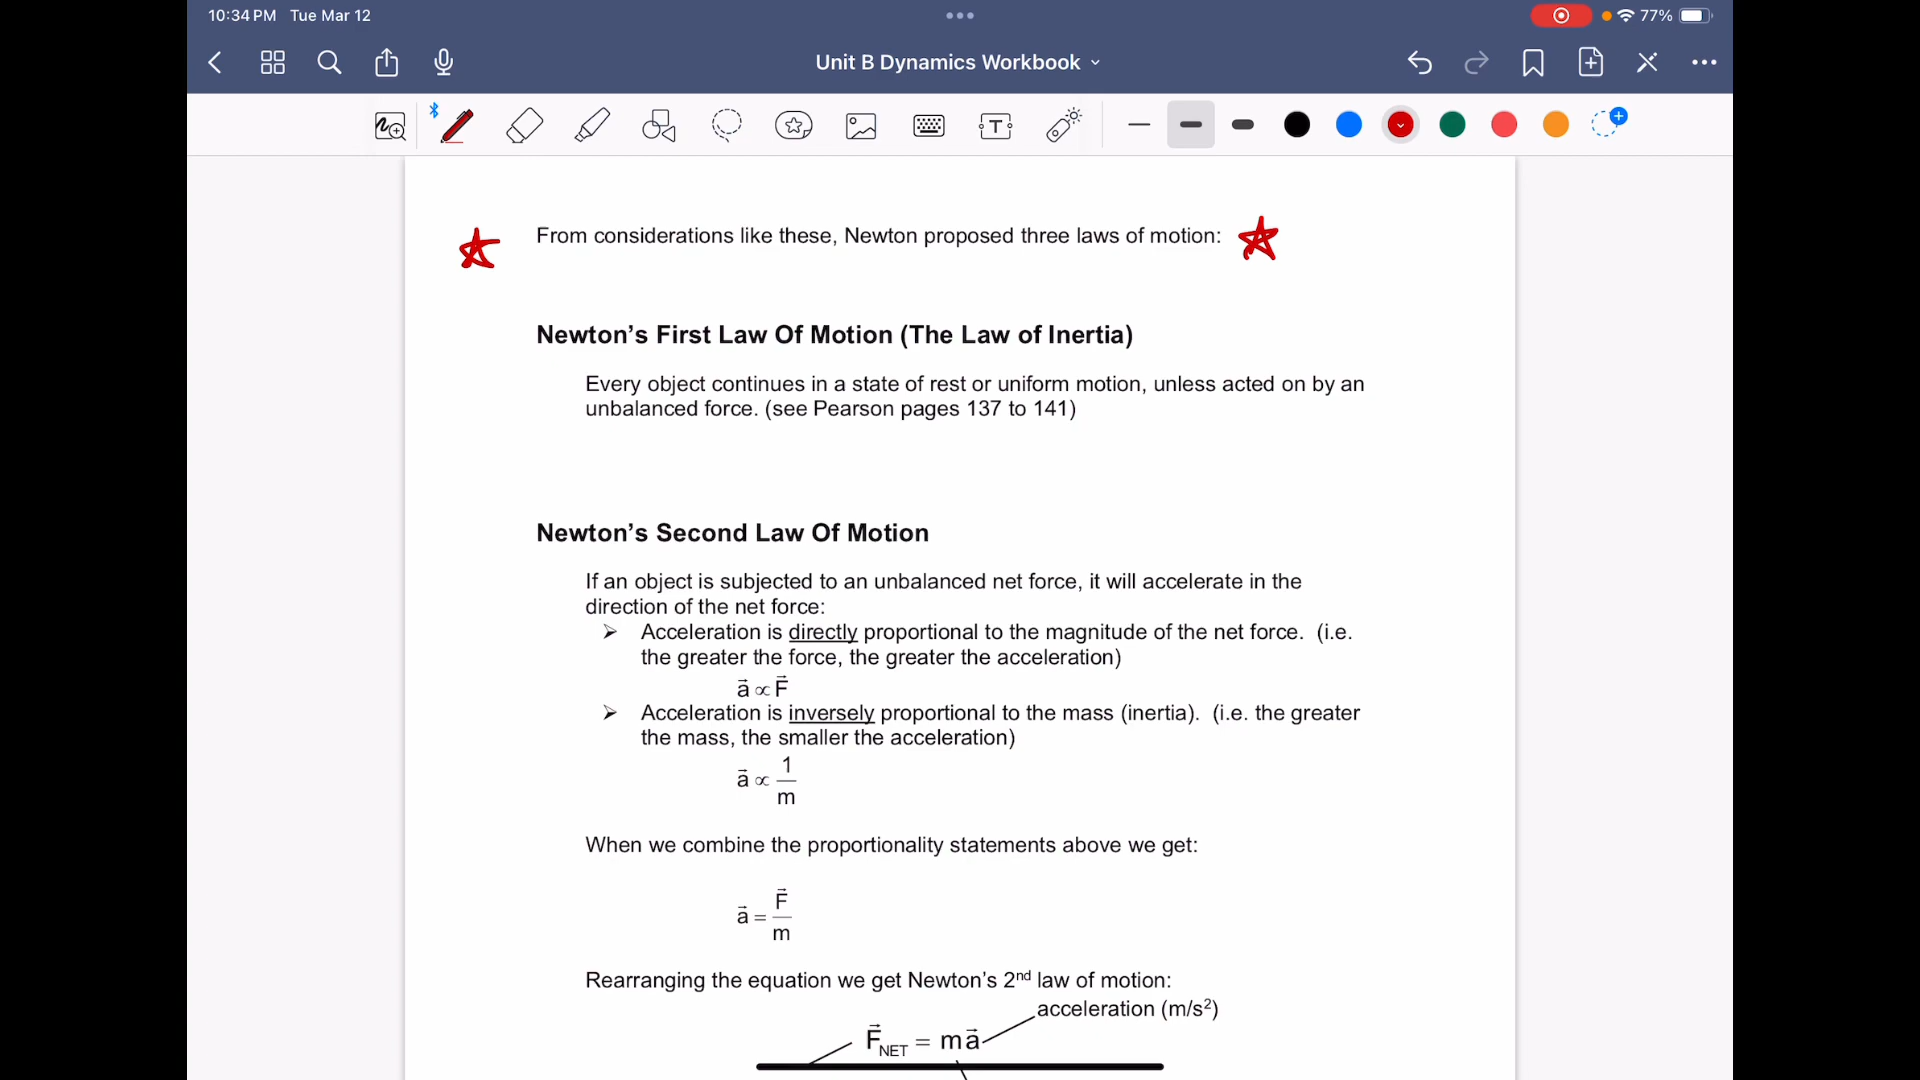 10:34 PM Tue Mar 12
77%
Unit B Dynamics Workbook
T
From considerations like these, Newton proposed three laws of motion:
Newton’s First Law Of Motion (The Law of Inertia)
Every object continues in a state of rest or uniform motion, unless acted on by an
unbalanced force. (see Pearson pages 137 to 141)
Newton’s Second Law Of Motion
If an object is subjected to an unbalanced net force, it will accelerate in the
direction of the net force:
➢ Acceleration is directly proportional to the magnitude of the net force. (i.e.
the greater the force, the greater the acceleration)
a⃗ ∝ F⃗
➢ Acceleration is inversely proportional to the mass (inertia). (i.e. the greater
the mass, the smaller the acceleration)
a⃗ ∝ 1/m
When we combine the proportionality statements above we get:
a⃗ = F⃗/m
Rearranging the equation we get Newton’s 2nd law of motion:
acceleration (m/s²)
F⃗NET = ma⃗